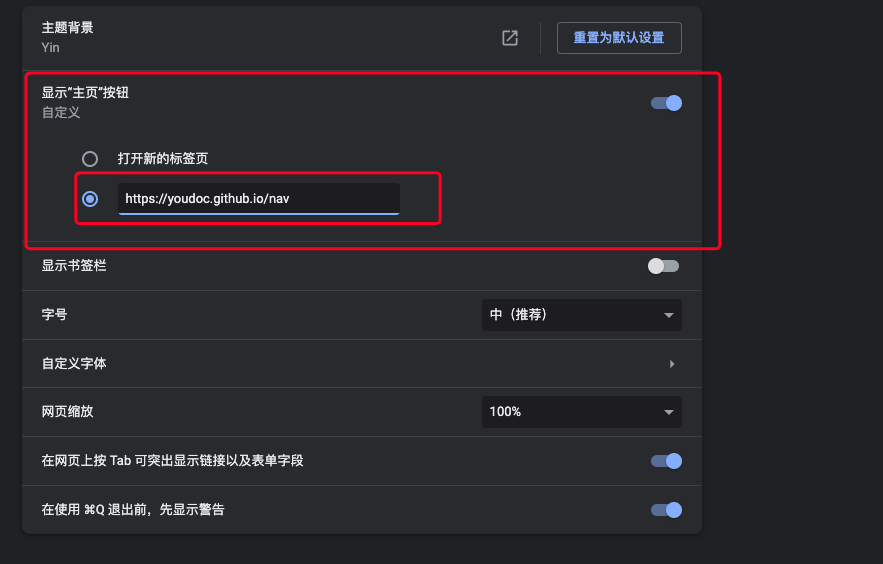 主题背景
Yin
重置为默认设置
显示“主页”按钮
自定义
打开新的标签页
https://youdoc.github.io/nav
显示书签栏
字号
中（推荐）
自定义字体
网页缩放
100%
在网页上按 Tab 可突出显示链接以及表单字段
在使用 ⌘Q 退出前，先显示警告